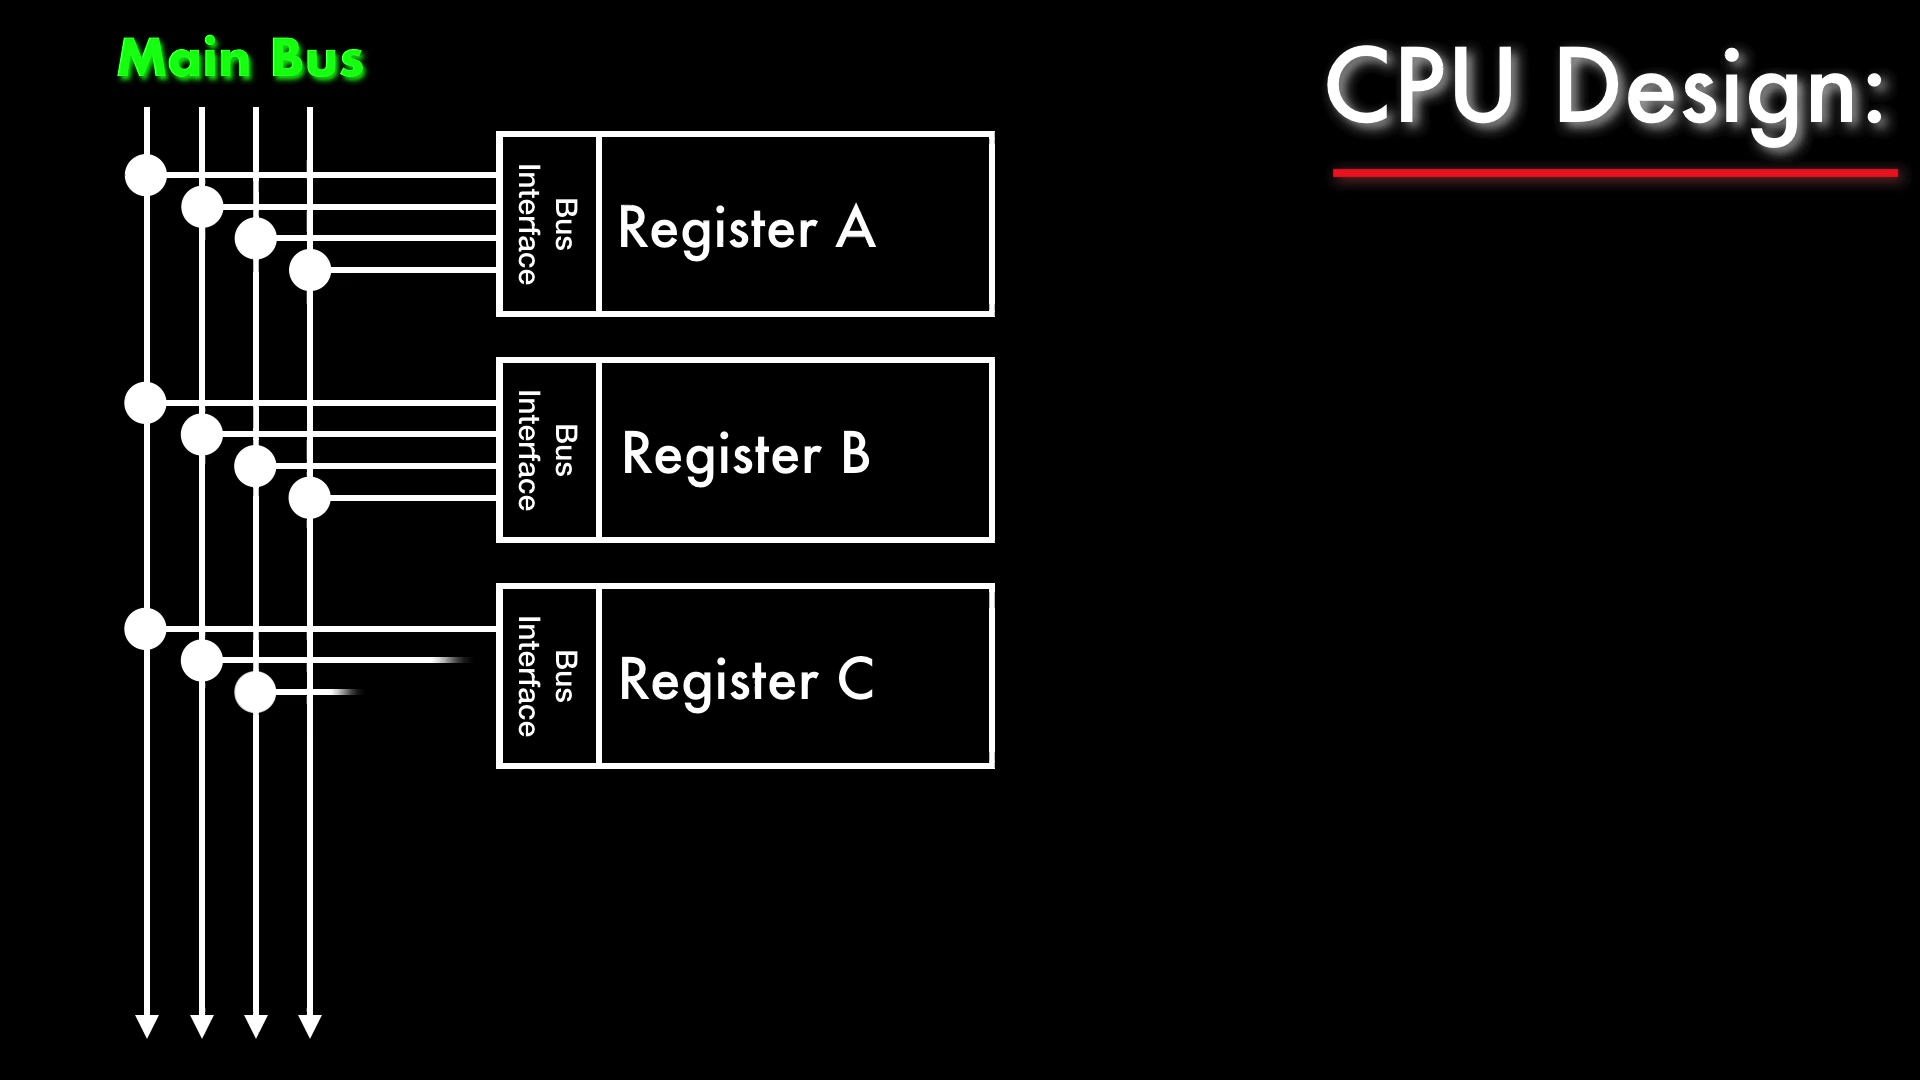 Main Bus
CPU Design:
Bus
Interface
Register A
Bus
Interface
Register B
Bus
Interface
Register C